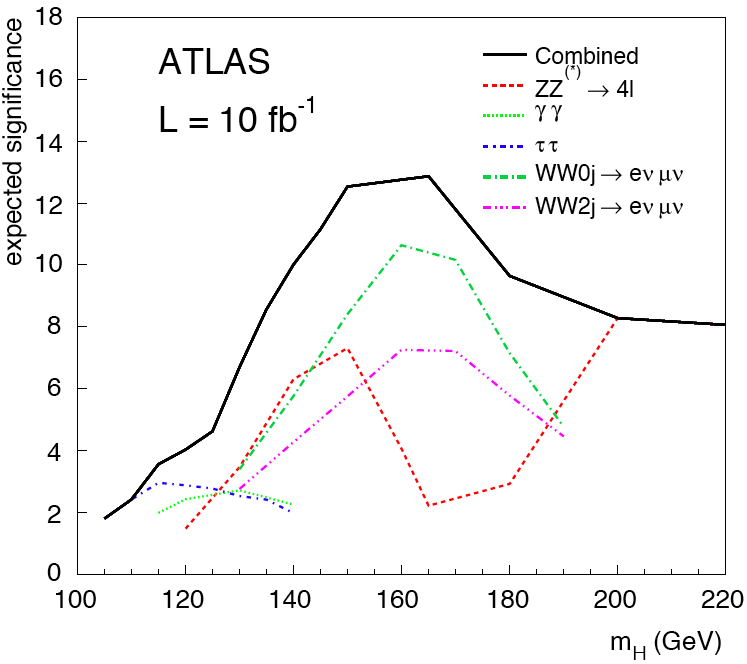 expected significance
18
16
14
12
10
8
6
4
2
0
ATLAS
L = 10 fb⁻¹
Combined
ZZ⁽*⁾ → 4l
γ γ
τ τ
WW0j → eν μν
WW2j → eν μν
100 120 140 160 180 200 220
m_H (GeV)